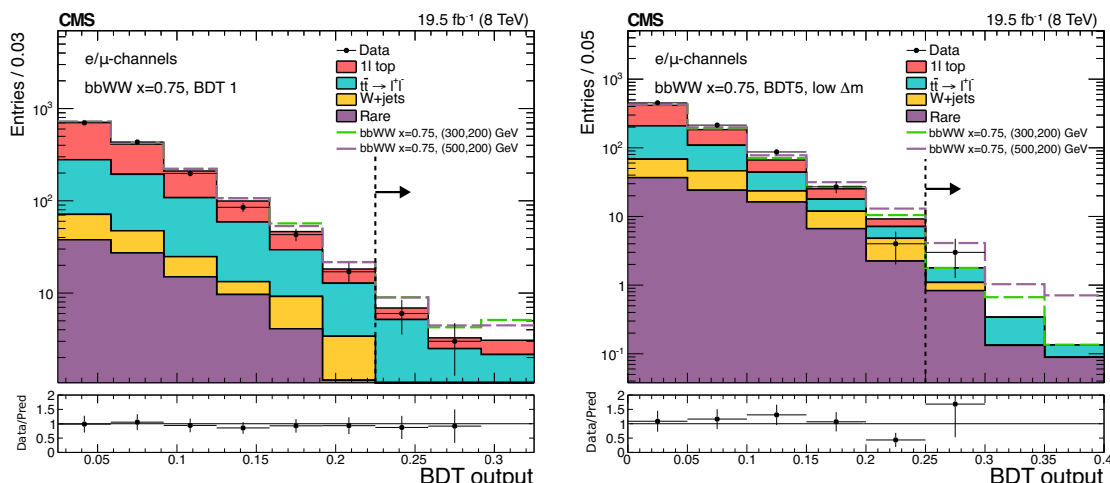 CMS 19.5 fb⁻¹ (8 TeV)
Entries / 0.03
e/μ-channels
bbWW x=0.75, BDT 1
Data
1l top
tt̄ → l⁺l⁻
W+jets
Rare
bbWW x=0.75, (300,200) GeV
bbWW x=0.75, (500,200) GeV
10³
10²
10
Data/Pred
2
1.5
1
0.5
0
0.05 0.1 0.15 0.2 0.25 0.3
BDT output
CMS 19.5 fb⁻¹ (8 TeV)
Entries / 0.05
e/μ-channels
bbWW x=0.75, BDT5, low Δm
Data
1l top
tt̄ → l⁺l⁻
W+jets
Rare
bbWW x=0.75, (300,200) GeV
bbWW x=0.75, (500,200) GeV
10³
10²
10
1
10⁻¹
Data/Pred
2
1.5
1
0.5
0
0 0.05 0.1 0.15 0.2 0.25 0.3 0.35 0.4
BDT output